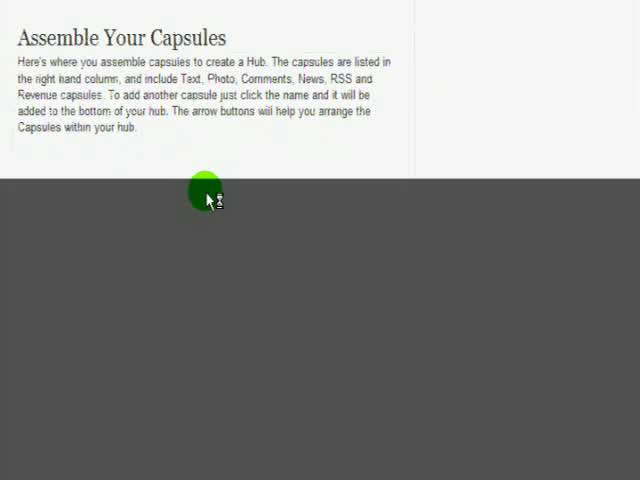 Assemble Your Capsules
Here's where you assemble capsules to create a Hub. The capsules are listed in
the right hand column, and include Text, Photo, Comments, News, RSS and
Revenue capsules. To add another capsule just click the name and it will be
added to the bottom of your hub. The arrow buttons will help you arrange the
Capsules within your hub.